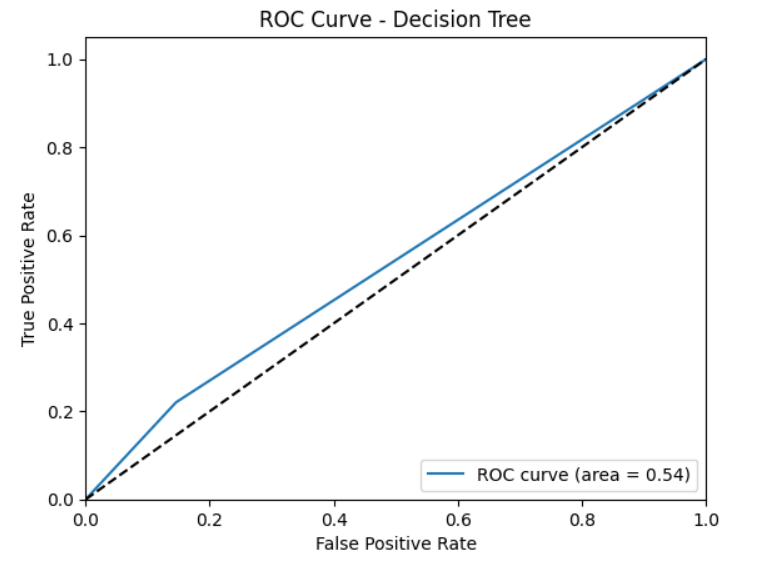 ROC Curve - Decision Tree
1.0
0.8
0.6
0.4
0.2
0.0
True Positive Rate
ROC curve (area = 0.54)
0.0 0.2 0.4 0.6 0.8 1.0
False Positive Rate